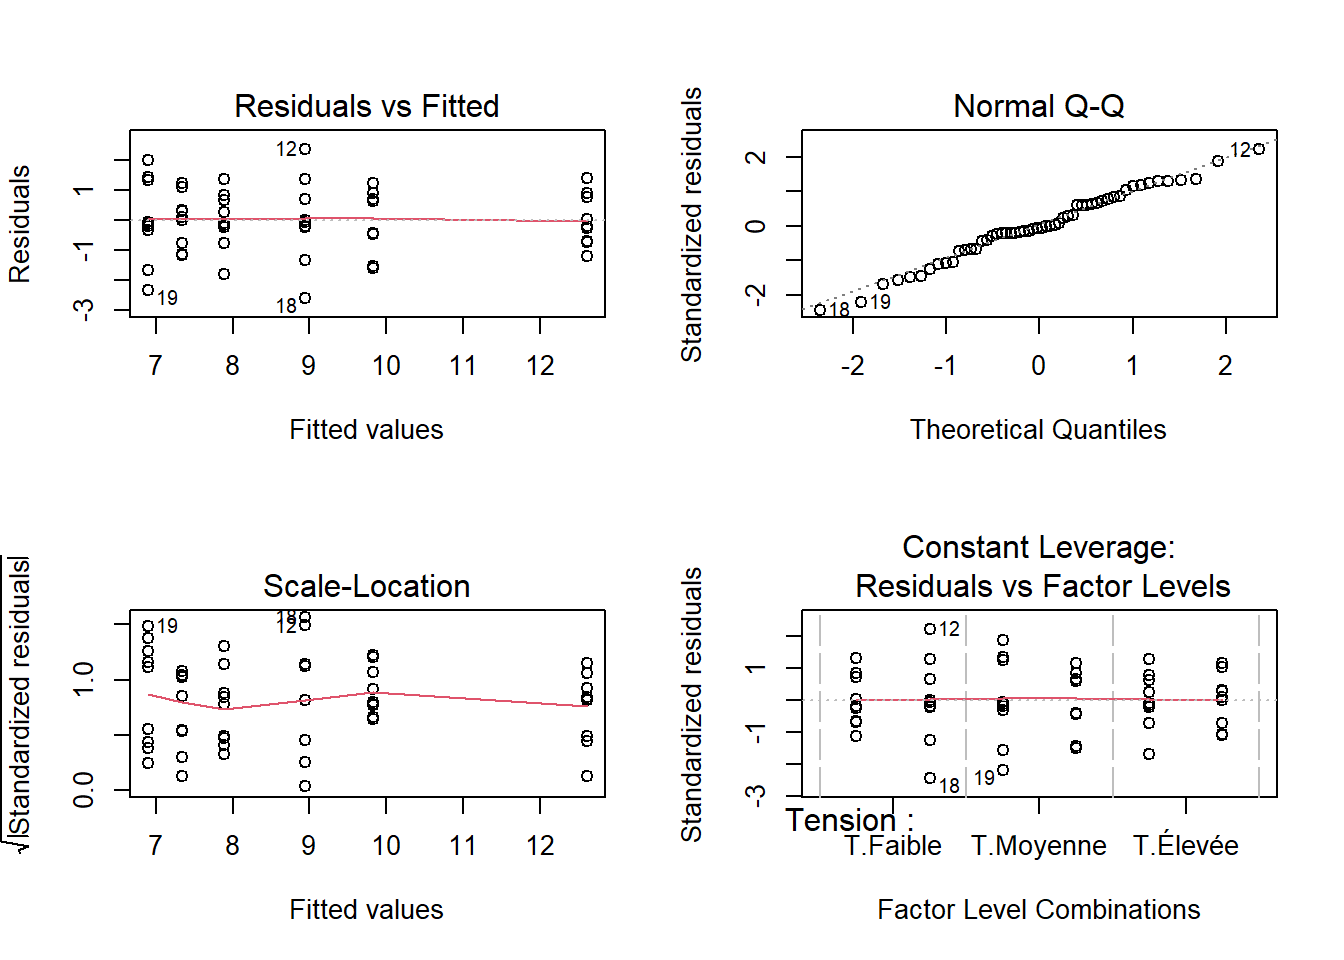 Residuals vs Fitted
Residuals
1
-1
-3
12
19
18
7 8 9 10 11 12
Fitted values
Normal Q-Q
Standardized residuals
2
0
-2
12
18
19
-2 -1 0 1 2
Theoretical Quantiles
Scale-Location
√|Standardized residuals|
1.0
0.0
19
18
12
7 8 9 10 11 12
Fitted values
Constant Leverage:
Residuals vs Factor Levels
Standardized residuals
1
-1
-3
12
18
19
Tension :
T.Faible T.Moyenne T.Élevée
Factor Level Combinations